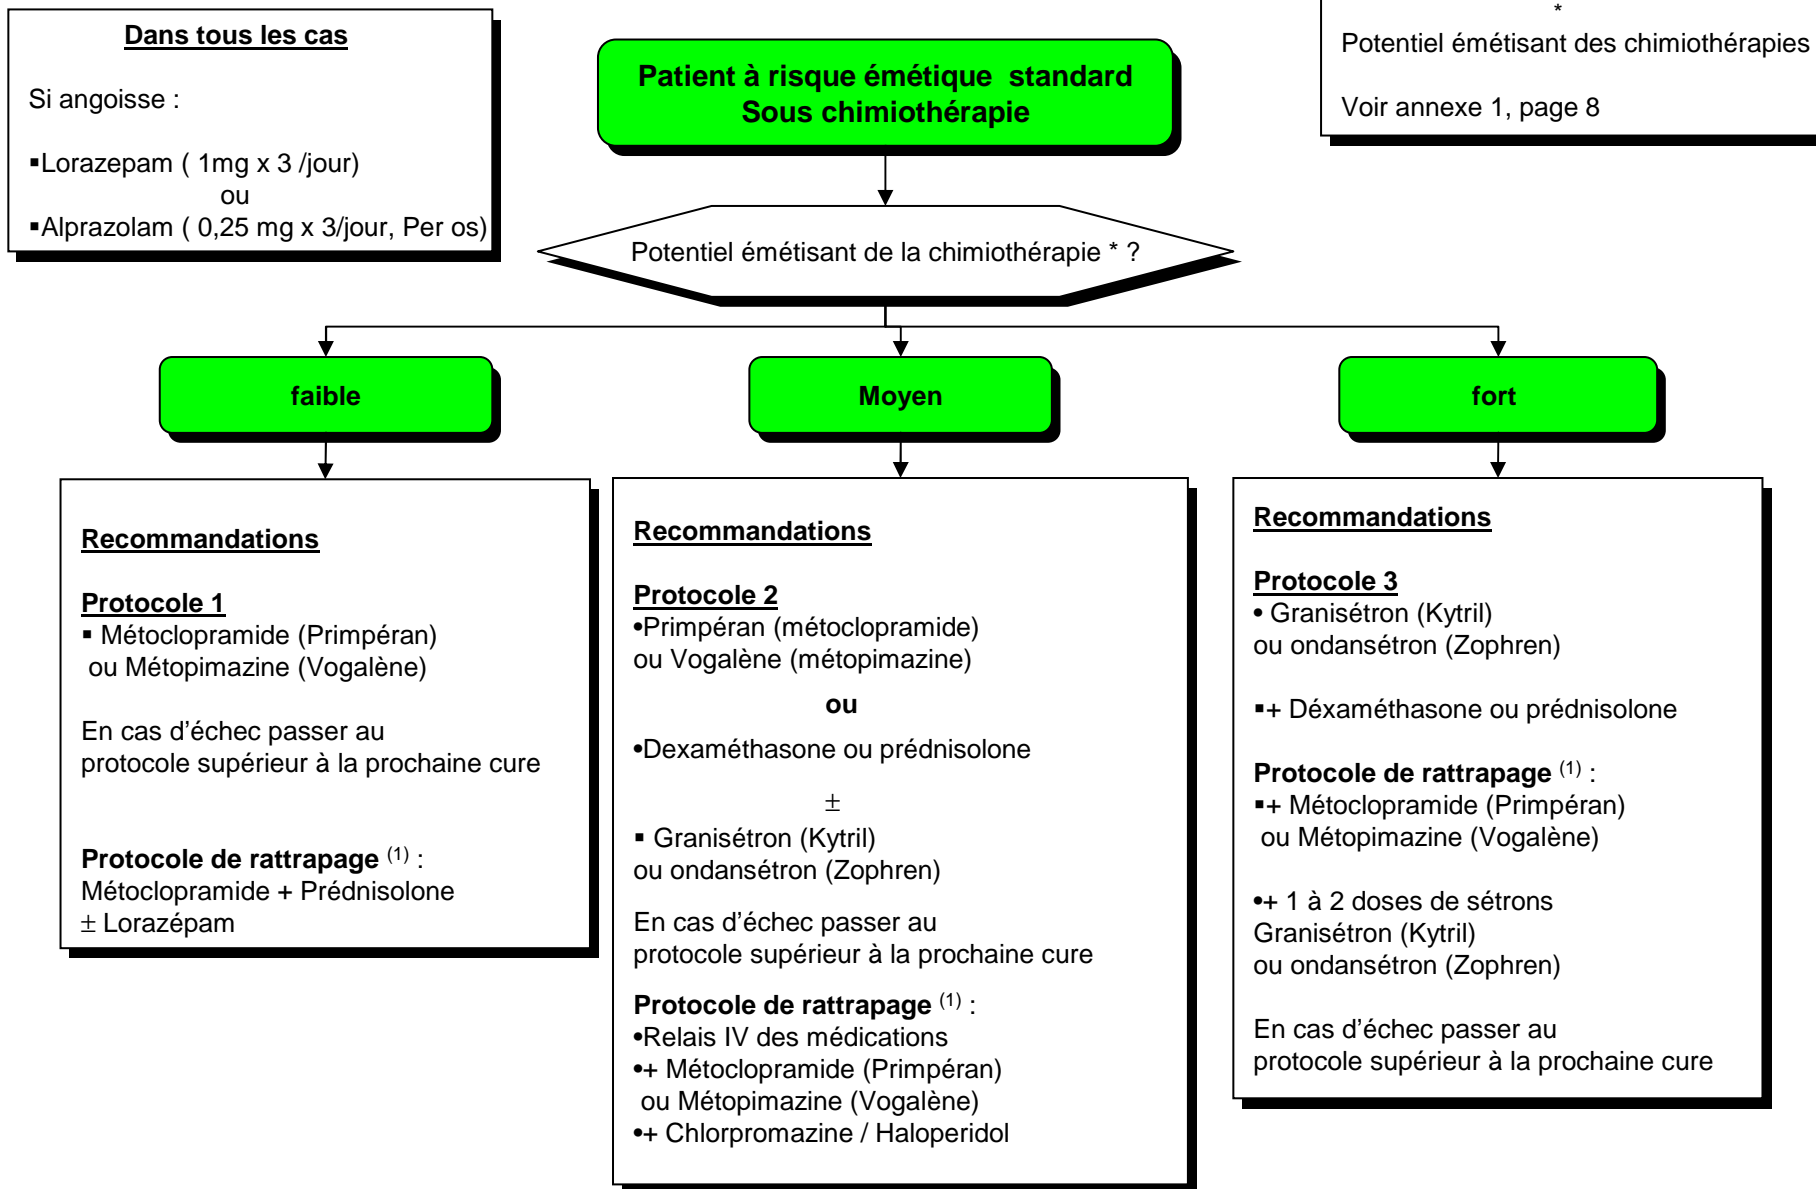 Dans tous les cas
Si angoisse :
▪Lorazepam ( 1mg x 3 /jour)
ou
▪Alprazolam ( 0,25 mg x 3/jour, Per os)
Patient à risque émétique  standard
Sous chimiothérapie
*
Potentiel émétisant des chimiothérapies
Voir annexe 1, page 8
Potentiel émétisant de la chimiothérapie * ?
faible
Moyen
fort
Recommandations
Protocole 1
▪ Métoclopramide (Primpéran)
ou Métopimazine (Vogalène)
En cas d’échec passer au
protocole supérieur à la prochaine cure
Protocole de rattrapage (1) :
Métoclopramide + Prédnisolone
± Lorazépam
Recommandations
Protocole 2
•Primpéran (métoclopramide)
ou Vogalène (métopimazine)
ou
•Dexaméthasone ou prédnisolone
±
▪ Granisétron (Kytril)
ou ondansétron (Zophren)
En cas d’échec passer au
protocole supérieur à la prochaine cure
Protocole de rattrapage (1) :
•Relais IV des médications
•+ Métoclopramide (Primpéran)
ou Métopimazine (Vogalène)
•+ Chlorpromazine / Haloperidol
Recommandations
Protocole 3
• Granisétron (Kytril)
ou ondansétron (Zophren)
▪+ Déxaméthasone ou prédnisolone
Protocole de rattrapage (1) :
▪+ Métoclopramide (Primpéran)
ou Métopimazine (Vogalène)
•+ 1 à 2 doses de sétrons
Granisétron (Kytril)
ou ondansétron (Zophren)
En cas d’échec passer au
protocole supérieur à la prochaine cure